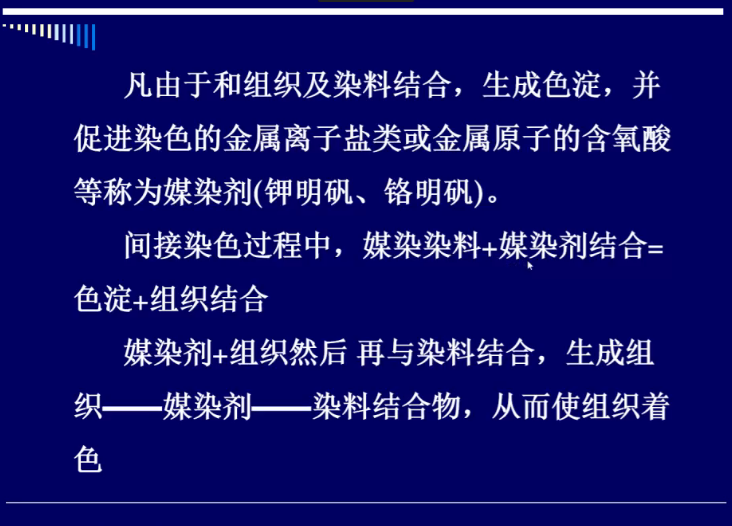 凡由于和组织及染料结合，生成色淀，并
促进染色的金属离子盐类或金属原子的含氧酸
等称为媒染剂(钾明矾、铬明矾)。
间接染色过程中，媒染染料+媒染剂结合=
色淀+组织结合
媒染剂+组织然后 再与染料结合，生成组
织——媒染剂——染料结合物，从而使组织着
色